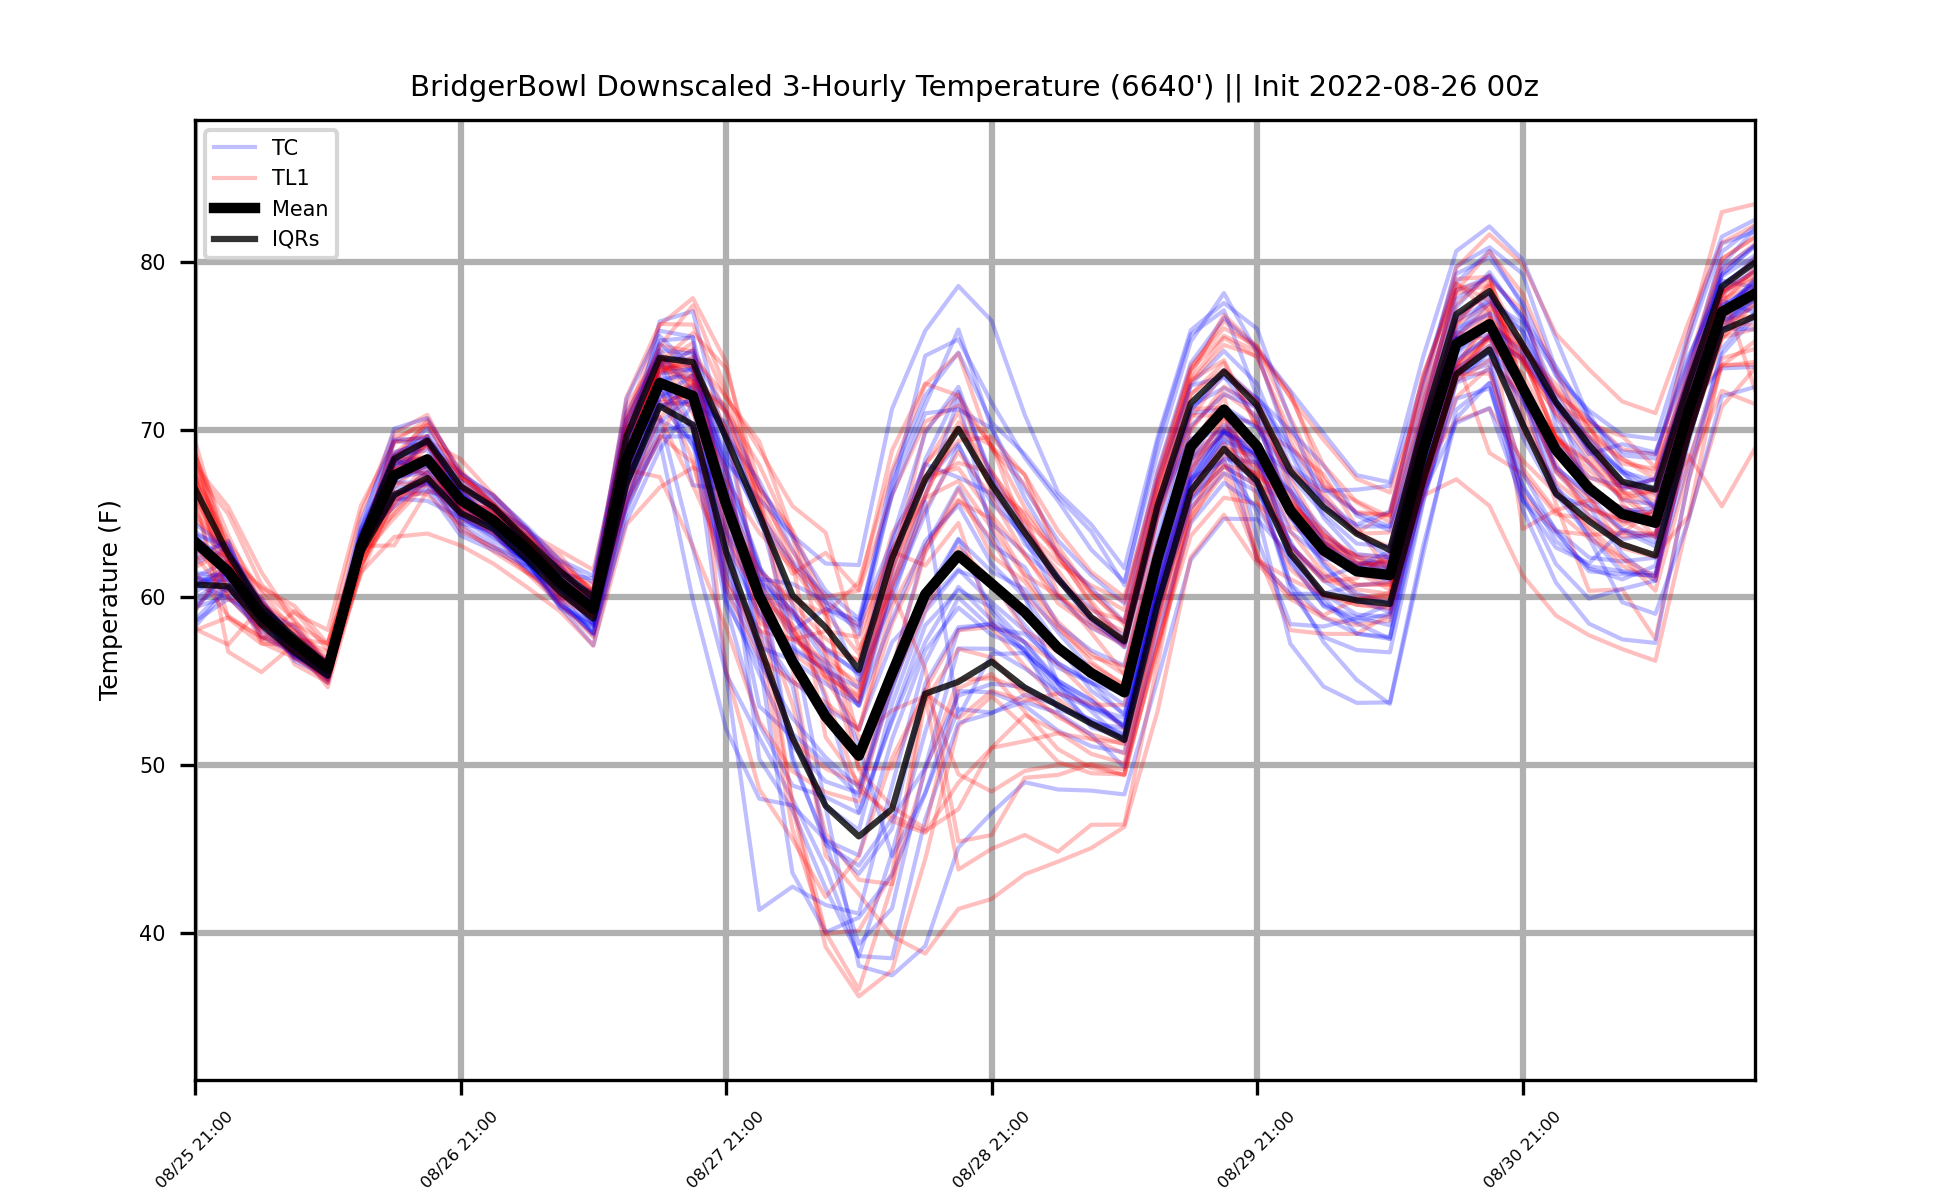 BridgerBowl Downscaled 3-Hourly Temperature (6640') || Init 2022-08-26 00z
TC
TL1
Mean
IQRs
Temperature (F)
80
70
60
50
40
08/25 21:00
08/26 21:00
08/27 21:00
08/28 21:00
08/29 21:00
08/30 21:00